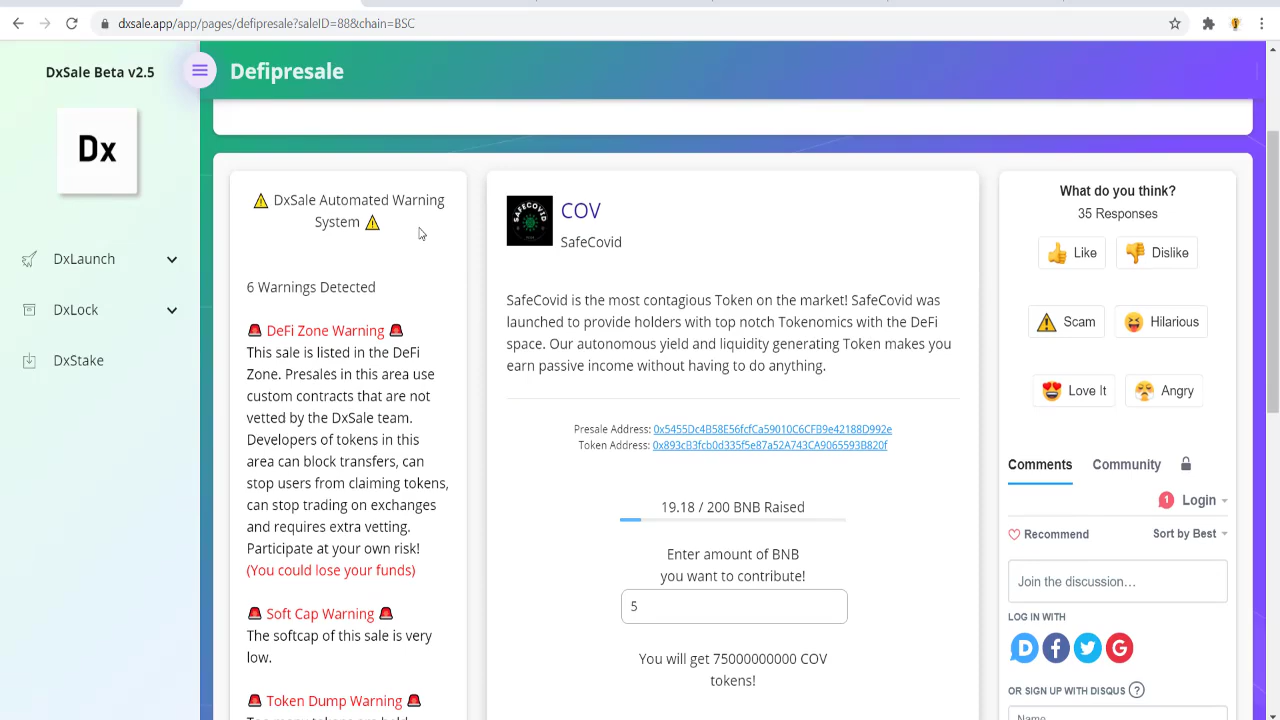 dxsale.app/app/pages/defipresale?saleID=88&chain=BSC
DxSale Beta v2.5
Defipresale
Dx
DxLaunch
DxLock
DxStake
⚠ DxSale Automated Warning
System ⚠
6 Warnings Detected
🚨 DeFi Zone Warning 🚨
This sale is listed in the DeFi
Zone. Presales in this area use
custom contracts that are not
vetted by the DxSale team.
Developers of tokens in this
area can block transfers, can
stop users from claiming tokens,
can stop trading on exchanges
and requires extra vetting.
Participate at your own risk!
(You could lose your funds)
🚨 Soft Cap Warning 🚨
The softcap of this sale is very
low.
🚨 Token Dump Warning 🚨
SAFECOVID
COV
SafeCovid
SafeCovid is the most contagious Token on the market! SafeCovid was
launched to provide holders with top notch Tokenomics with the DeFi
space. Our autonomous yield and liquidity generating Token makes you
earn passive income without having to do anything.
Presale Address: 0x5455Dc4B58E56fcfCa59010C6CFB9e42188D992e
Token Address: 0x893cB3fcb0d335f5e87a52A743CA9065593B820f
19.18 / 200 BNB Raised
Enter amount of BNB
you want to contribute!
5
You will get 75000000000 COV
tokens!
What do you think?
35 Responses
👍 Like
👎 Dislike
⚠ Scam
😝 Hilarious
😍 Love It
😤 Angry
Comments
Community
1 Login
Recommend
Sort by Best
Join the discussion…
LOG IN WITH
D f G
OR SIGN UP WITH DISQUS ?
Name